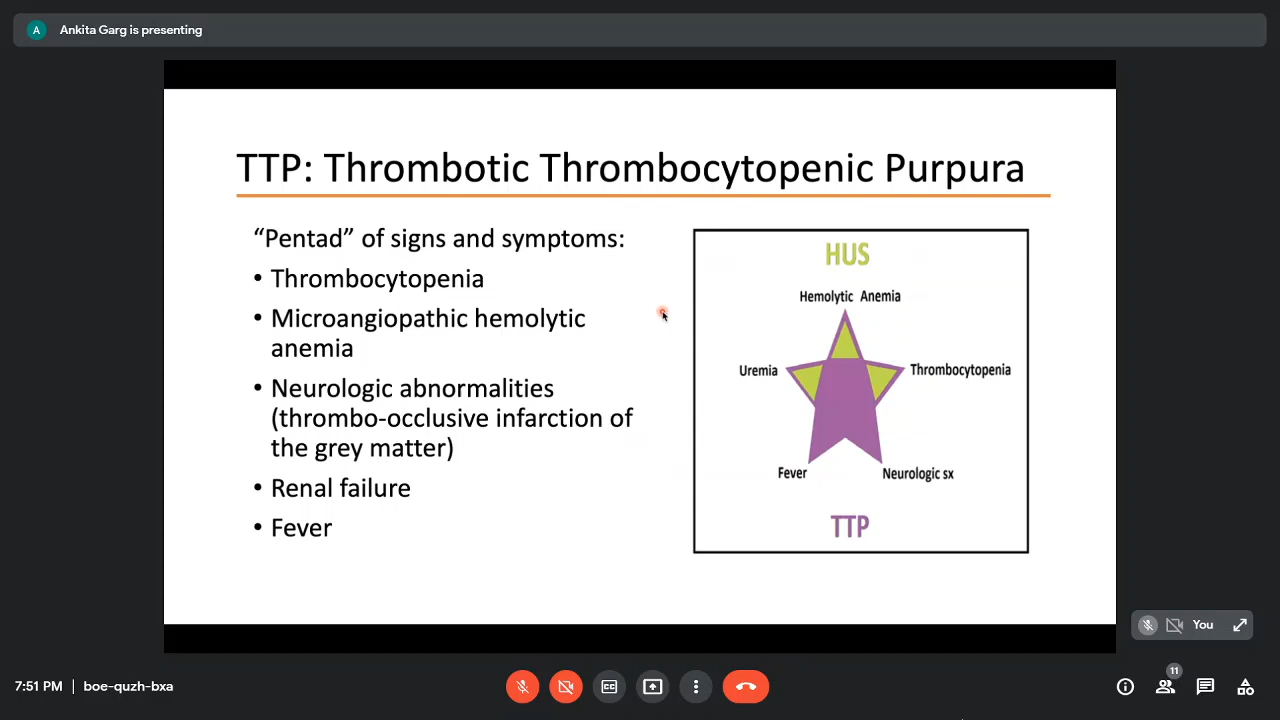 A
Ankita Garg is presenting
TTP: Thrombotic Thrombocytopenic Purpura
“Pentad” of signs and symptoms:
• Thrombocytopenia
• Microangiopathic hemolytic
anemia
• Neurologic abnormalities
(thrombo-occlusive infarction of
the grey matter)
• Renal failure
• Fever
HUS
Hemolytic Anemia
Uremia
Thrombocytopenia
Fever
Neurologic sx
TTP
You
7:51 PM | boe-quzh-bxa
CC
11